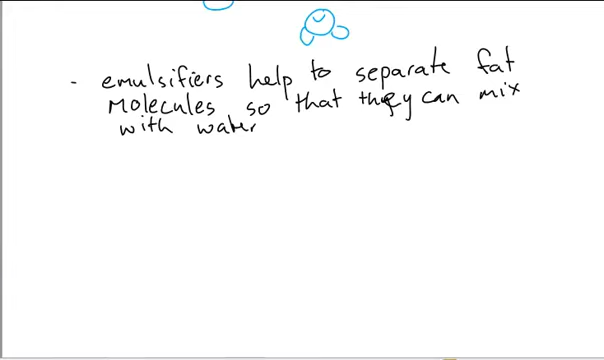 - emulsifiers help to separate fat
molecules so that they can mix
with water